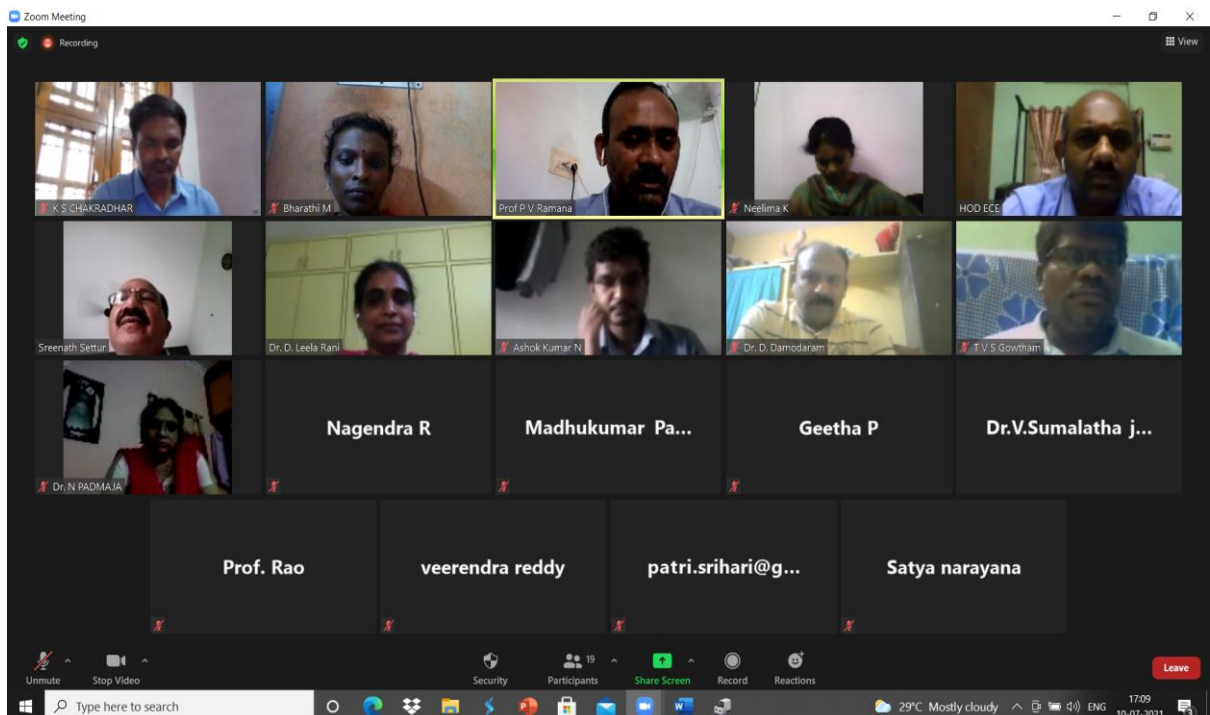 Zoom Meeting
Recording
View
K S CHAKRADHAR
Bharathi M
Prof P V Ramana
Neelima K
HOD ECE
Sreenath Settur
Dr. D. Leela Rani
Ashok Kumar N
Dr. D. Damodaram
T V S Gowtham
Dr. N PADMAJA
Nagendra R
Madhukumar Pa...
Geetha P
Dr.V.Sumalatha j...
Prof. Rao
veerendra reddy
patri.srihari@g...
Satya narayana
Unmute
Stop Video
Security
Participants
19
Share Screen
Record
Reactions
Leave
Type here to search
29°C Mostly cloudy
ENG
17:09
10-07-2021